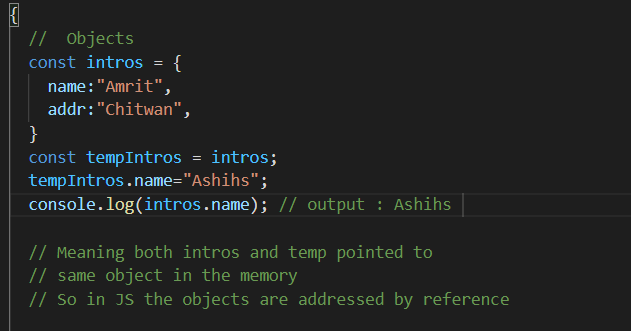 {
// Objects
const intros = {
name:"Amrit",
addr:"Chitwan",
}
const tempIntros = intros;
tempIntros.name="Ashihs";
console.log(intros.name); // output : Ashihs
// Meaning both intros and temp pointed to
// same object in the memory
// So in JS the objects are addressed by reference